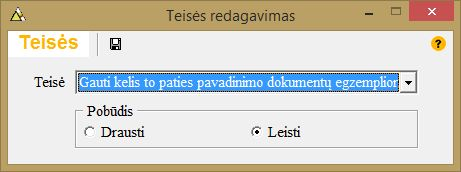 Teisės redagavimas
Teisės
?
Teisė Gauti kelis to paties pavadinimo dokumentų egzemplior
Pobūdis
Drausti Leisti